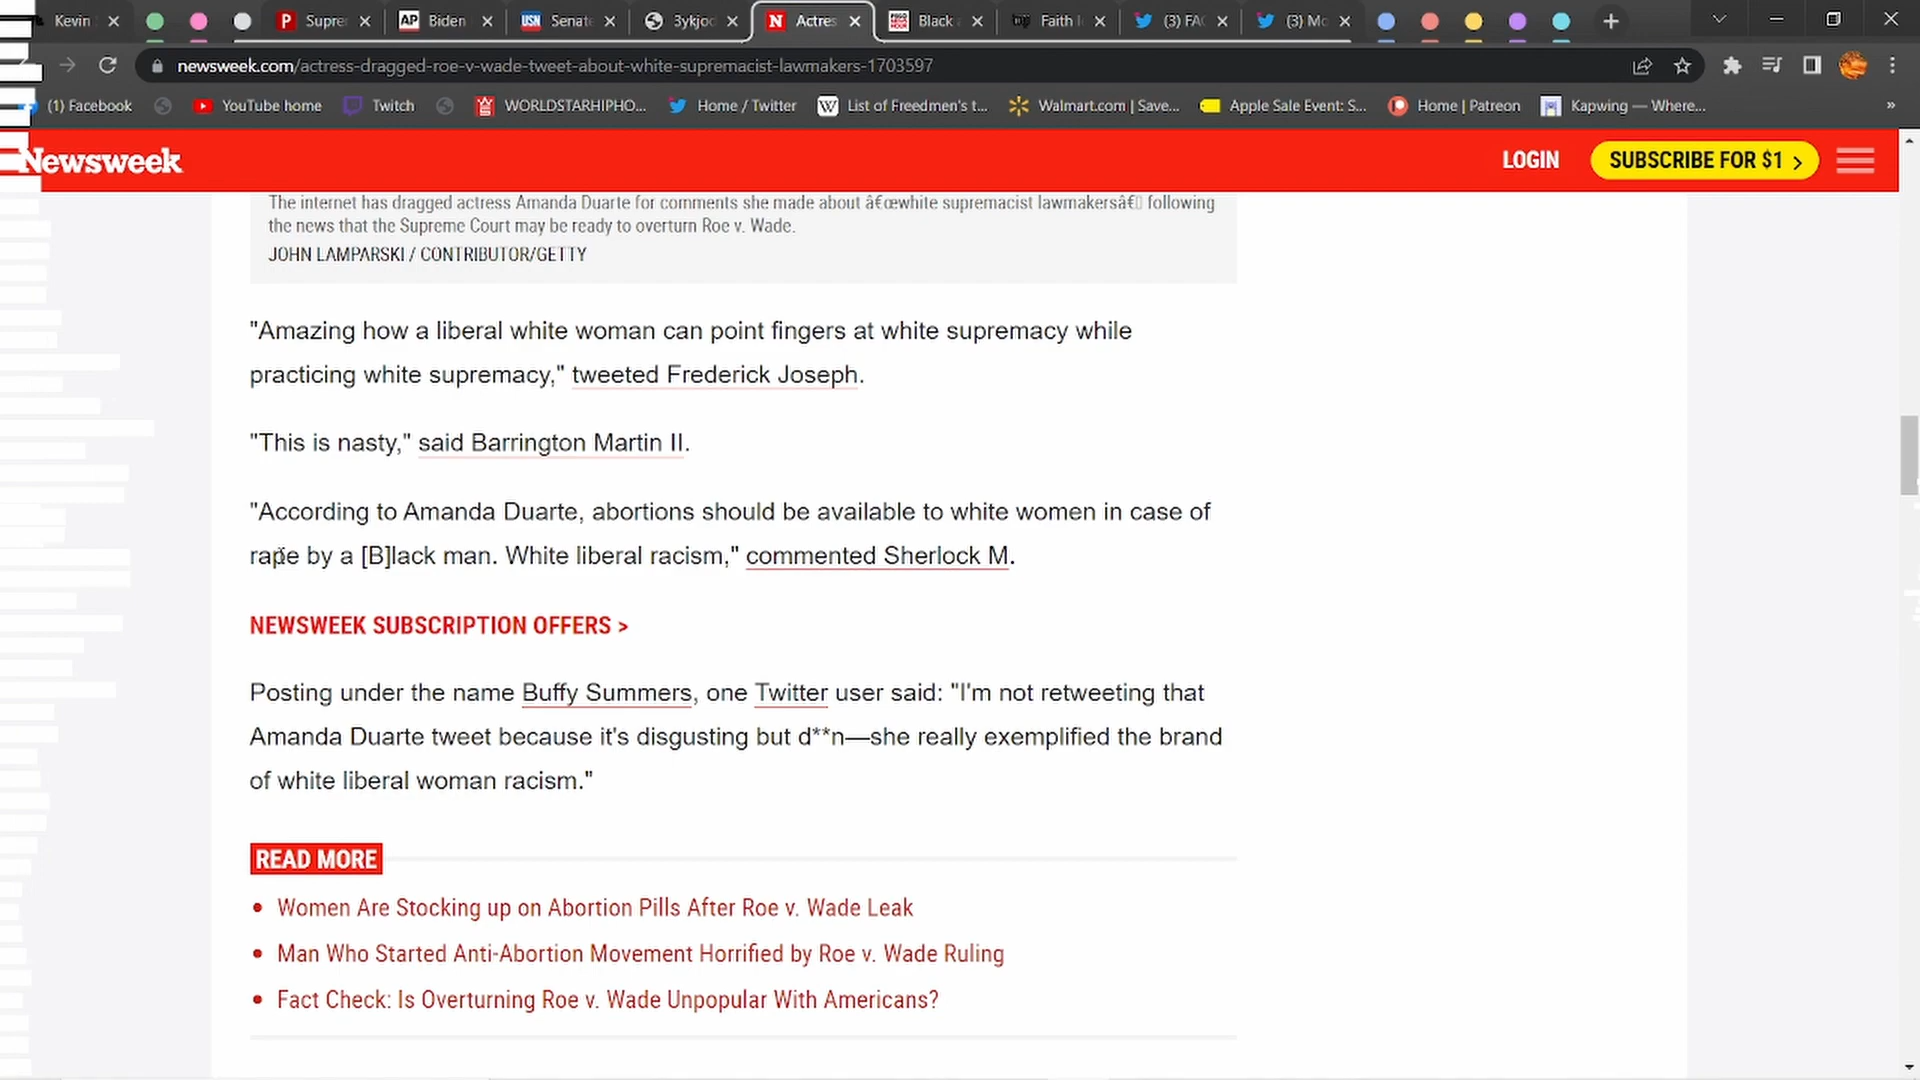 Kevin
Supre
AP Biden
USN Senat
3ykjo
N Actres
Black
Faith I
(3) FA
(3) M
newsweek.com/actress-dragged-roe-v-wade-tweet-about-white-supremacist-lawmakers-1703597
(1) Facebook YouTube home Twitch WORLDSTARHIPHO... Home / Twitter W List of Freedmen's t... Walmart.com | Save... Apple Sale Event: S... Home | Patreon Kapwing — Where... »
Newsweek LOGIN SUBSCRIBE FOR $1 >
The internet has dragged actress Amanda Duarte for comments she made about â€œwhite supremacist lawmakersâ€ following
the news that the Supreme Court may be ready to overturn Roe v. Wade.
JOHN LAMPARSKI / CONTRIBUTOR/GETTY
"Amazing how a liberal white woman can point fingers at white supremacy while
practicing white supremacy," tweeted Frederick Joseph.
"This is nasty," said Barrington Martin II.
"According to Amanda Duarte, abortions should be available to white women in case of
rape by a [B]lack man. White liberal racism," commented Sherlock M.
NEWSWEEK SUBSCRIPTION OFFERS >
Posting under the name Buffy Summers, one Twitter user said: "I'm not retweeting that
Amanda Duarte tweet because it's disgusting but d**n—she really exemplified the brand
of white liberal woman racism."
READ MORE
• Women Are Stocking up on Abortion Pills After Roe v. Wade Leak
• Man Who Started Anti-Abortion Movement Horrified by Roe v. Wade Ruling
• Fact Check: Is Overturning Roe v. Wade Unpopular With Americans?